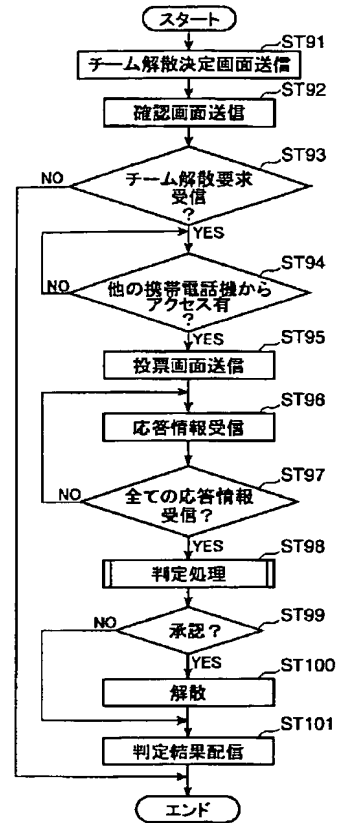 スタート
ST91
チーム解散決定画面送信
ST92
確認画面送信
ST93
チーム解散要求
受信
?
NO
YES
ST94
他の携帯電話機から
アクセス有
?
NO
YES
ST95
投票画面送信
ST96
応答情報受信
ST97
全ての応答情報
受信？
NO
YES
ST98
判定処理
ST99
承認？
NO
YES
ST100
解散
ST101
判定結果配信
エンド